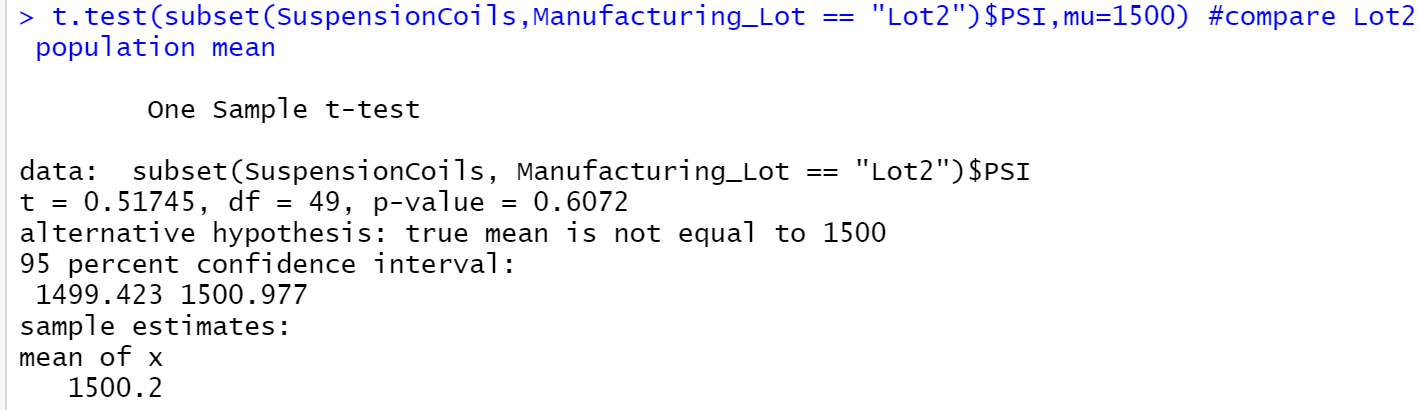 > t.test(subset(SuspensionCoils,Manufacturing_Lot == "Lot2")$PSI,mu=1500) #compare Lot2
population mean
One Sample t-test
data:  subset(SuspensionCoils, Manufacturing_Lot == "Lot2")$PSI
t = 0.51745, df = 49, p-value = 0.6072
alternative hypothesis: true mean is not equal to 1500
95 percent confidence interval:
1499.423 1500.977
sample estimates:
mean of x
1500.2